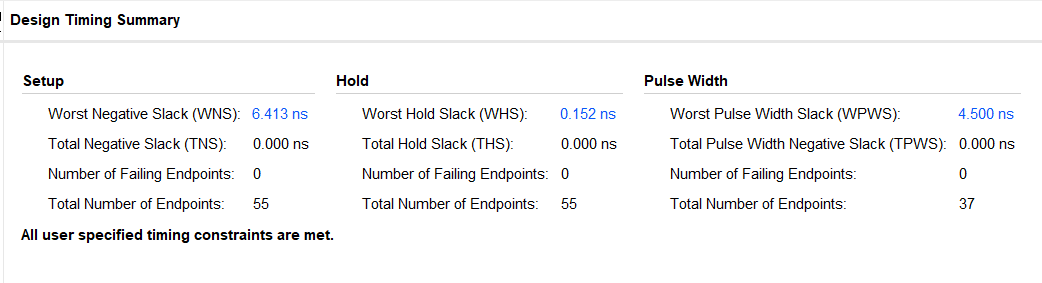 Design Timing Summary
Setup Hold Pulse Width
Worst Negative Slack (WNS): 6.413 ns Worst Hold Slack (WHS): 0.152 ns Worst Pulse Width Slack (WPWS): 4.500 ns
Total Negative Slack (TNS): 0.000 ns Total Hold Slack (THS): 0.000 ns Total Pulse Width Negative Slack (TPWS): 0.000 ns
Number of Failing Endpoints: 0 Number of Failing Endpoints: 0 Number of Failing Endpoints: 0
Total Number of Endpoints: 55 Total Number of Endpoints: 55 Total Number of Endpoints: 37
All user specified timing constraints are met.